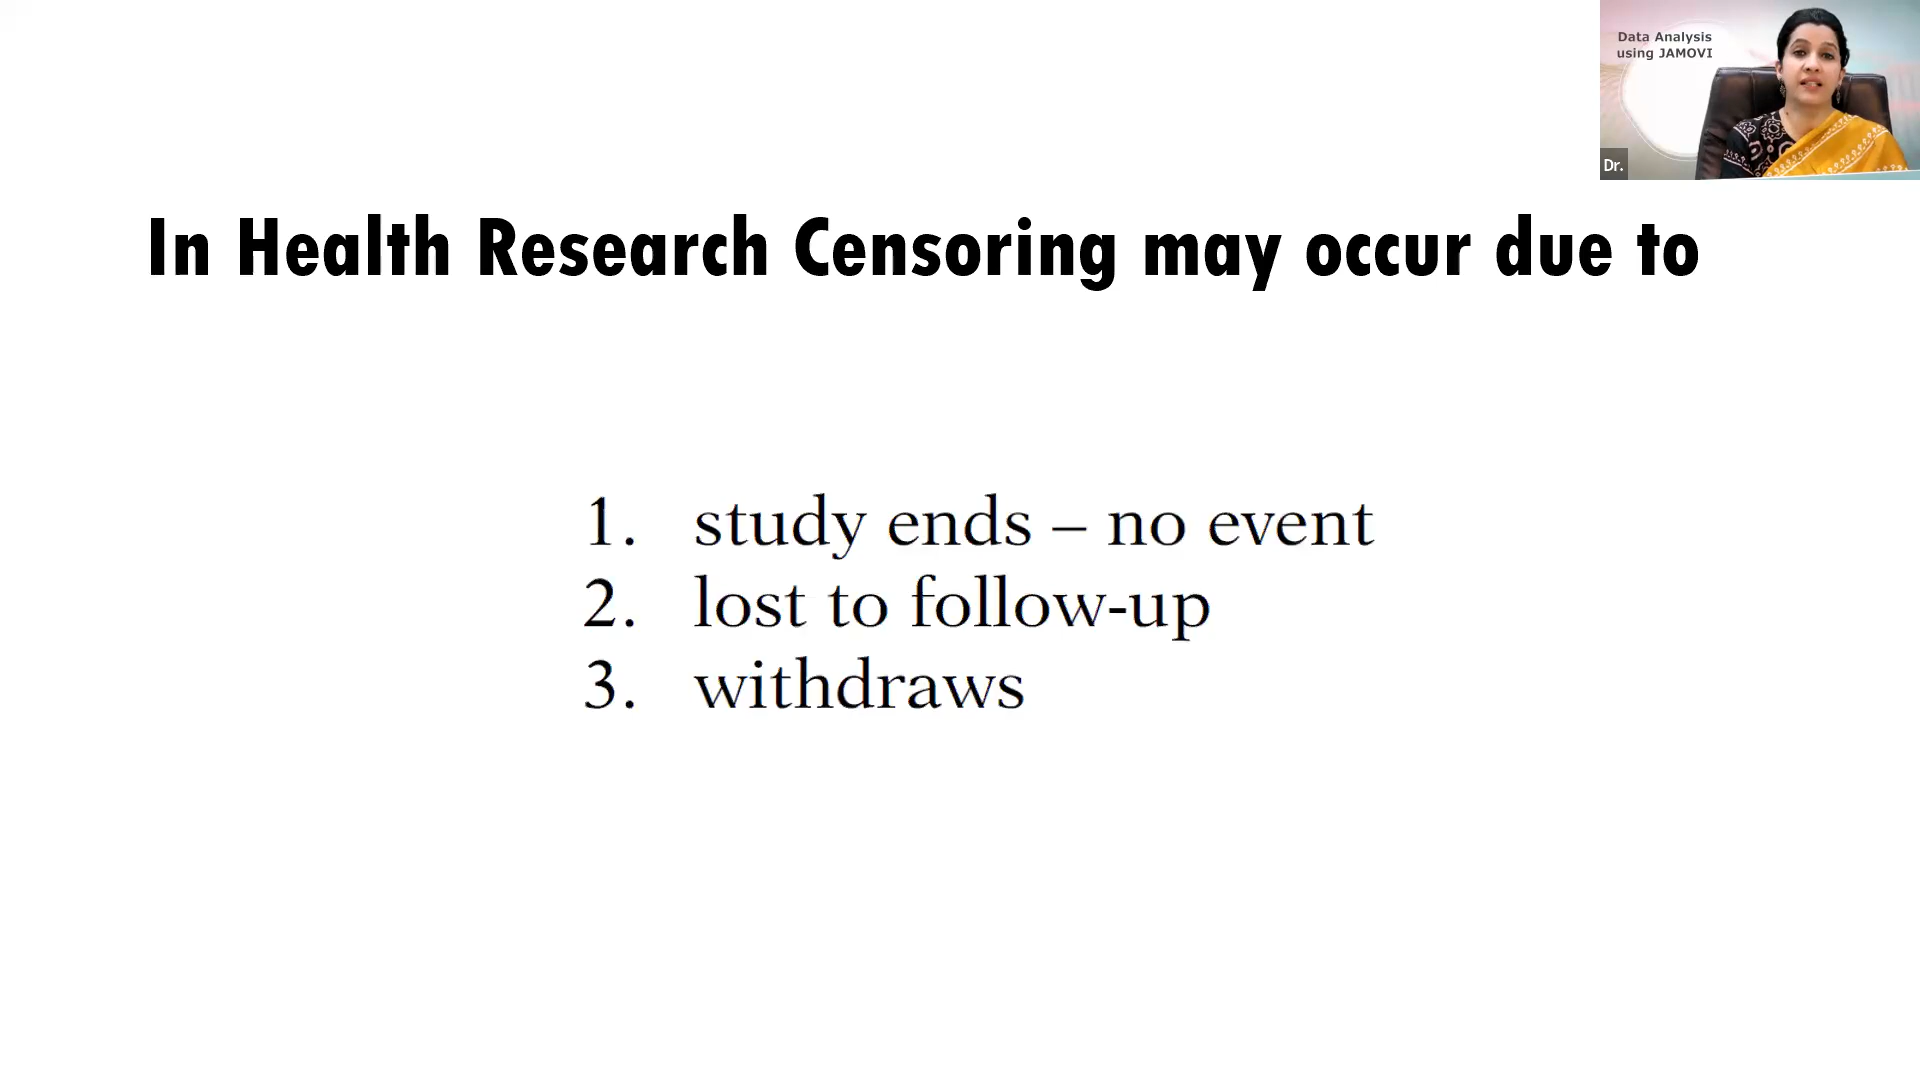 Data Analysis
using JAMOVI
Dr.
In Health Research Censoring may occur due to
1. study ends – no event
2. lost to follow-up
3. withdraws